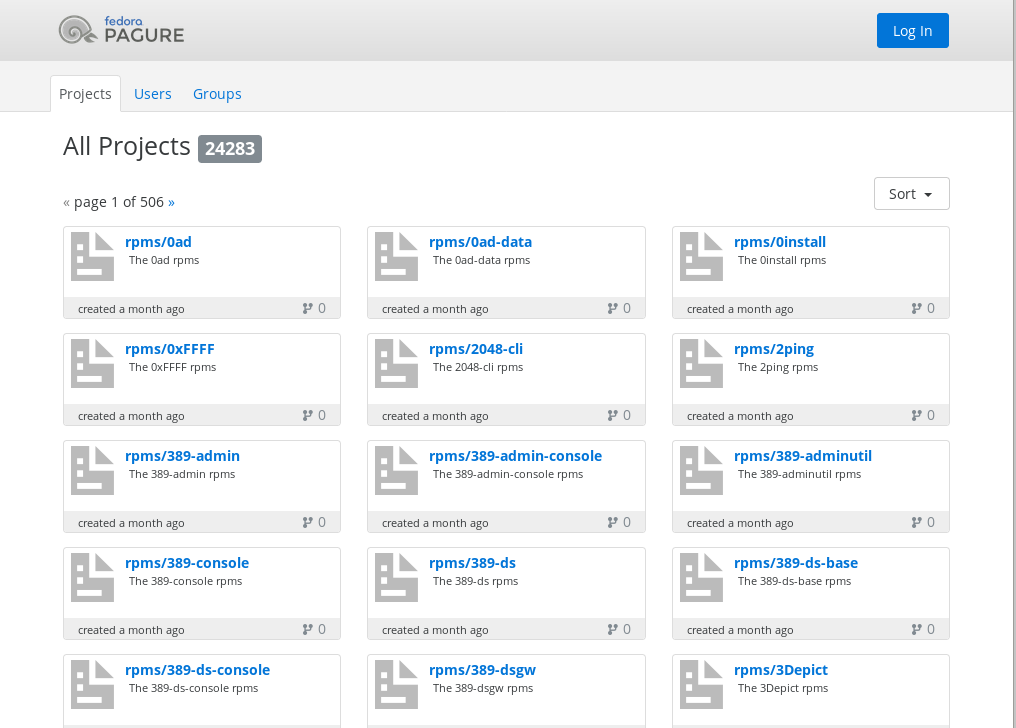 fedora
PAGURE
Log In
Projects Users Groups
All Projects 24283
« page 1 of 506 »
Sort
rpms/0ad
The 0ad rpms
created a month ago 0
rpms/0ad-data
The 0ad-data rpms
created a month ago 0
rpms/0install
The 0install rpms
created a month ago 0
rpms/0xFFFF
The 0xFFFF rpms
created a month ago 0
rpms/2048-cli
The 2048-cli rpms
created a month ago 0
rpms/2ping
The 2ping rpms
created a month ago 0
rpms/389-admin
The 389-admin rpms
created a month ago 0
rpms/389-admin-console
The 389-admin-console rpms
created a month ago 0
rpms/389-adminutil
The 389-adminutil rpms
created a month ago 0
rpms/389-console
The 389-console rpms
created a month ago 0
rpms/389-ds
The 389-ds rpms
created a month ago 0
rpms/389-ds-base
The 389-ds-base rpms
created a month ago 0
rpms/389-ds-console
The 389-ds-console rpms
rpms/389-dsgw
The 389-dsgw rpms
rpms/3Depict
The 3Depict rpms